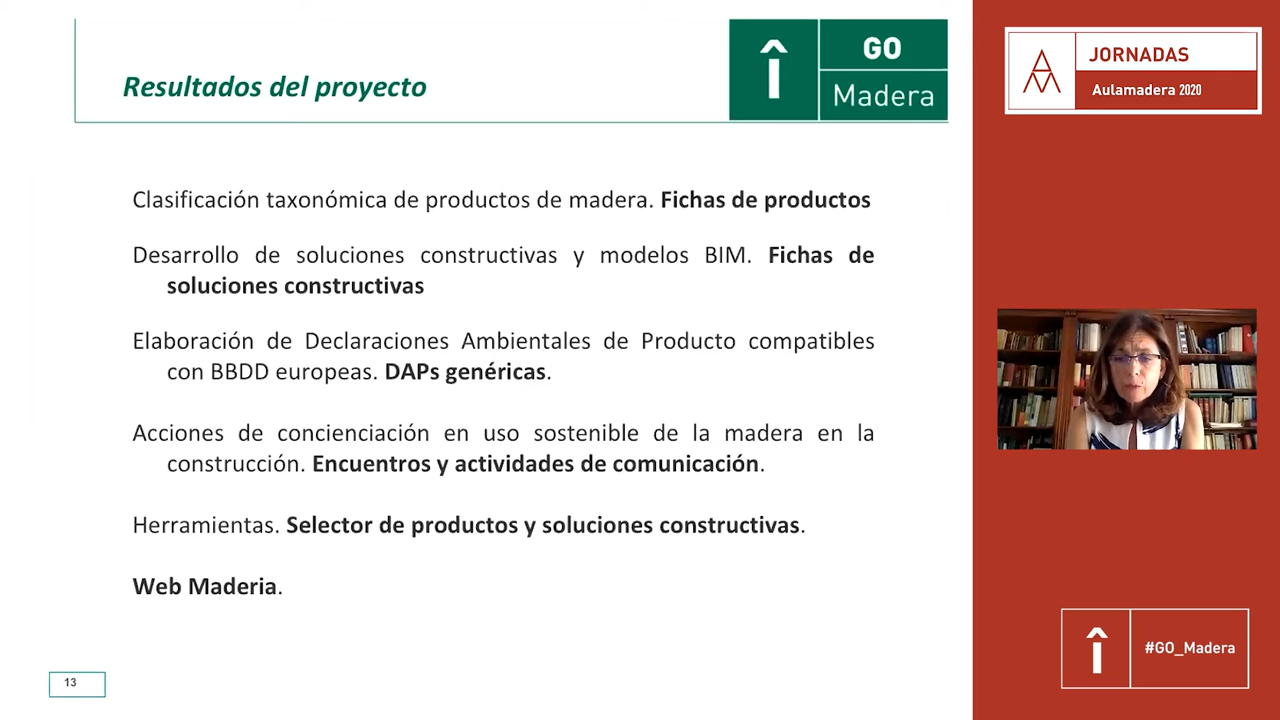 Resultados del proyecto
GO
Madera
JORNADAS
Aulamadera 2020
Clasificación taxonómica de productos de madera. Fichas de productos
Desarrollo de soluciones constructivas y modelos BIM. Fichas de
soluciones constructivas
Elaboración de Declaraciones Ambientales de Producto compatibles
con BBDD europeas. DAPs genéricas.
Acciones de concienciación en uso sostenible de la madera en la
construcción. Encuentros y actividades de comunicación.
Herramientas. Selector de productos y soluciones constructivas.
Web Maderia.
#GO_Madera
13